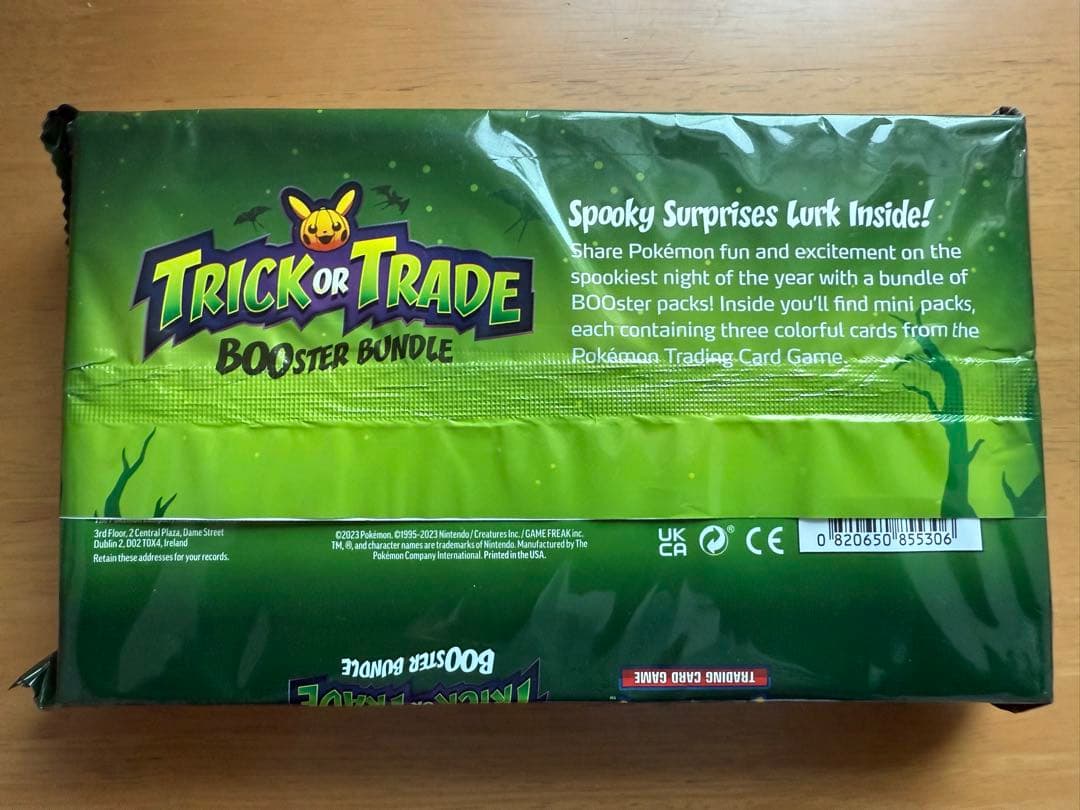 TRICK OR TRADE
BOOSTER BUNDLE
Spooky Surprises Lurk Inside!
Share Pokémon fun and excitement on the
spookiest night of the year with a bundle of
BOOster packs! Inside you'll find mini packs,
each containing three colorful cards from the
Pokémon Trading Card Game.
3rd Floor, 2 Central Plaza, Dame Street
Dublin 2, D02 T0X4, Ireland
Retain these addresses for your records.
©2023 Pokémon. ©1995-2023 Nintendo / Creatures Inc. / GAME FREAK inc.
TM, ®, and character names are trademarks of Nintendo. Manufactured by The
Pokémon Company International. Printed in the USA.
UK
CA
®
CE
0 820650 855306
BOOSTER BUNDLE
TRICK OR TRADE
TRADING CARD GAME